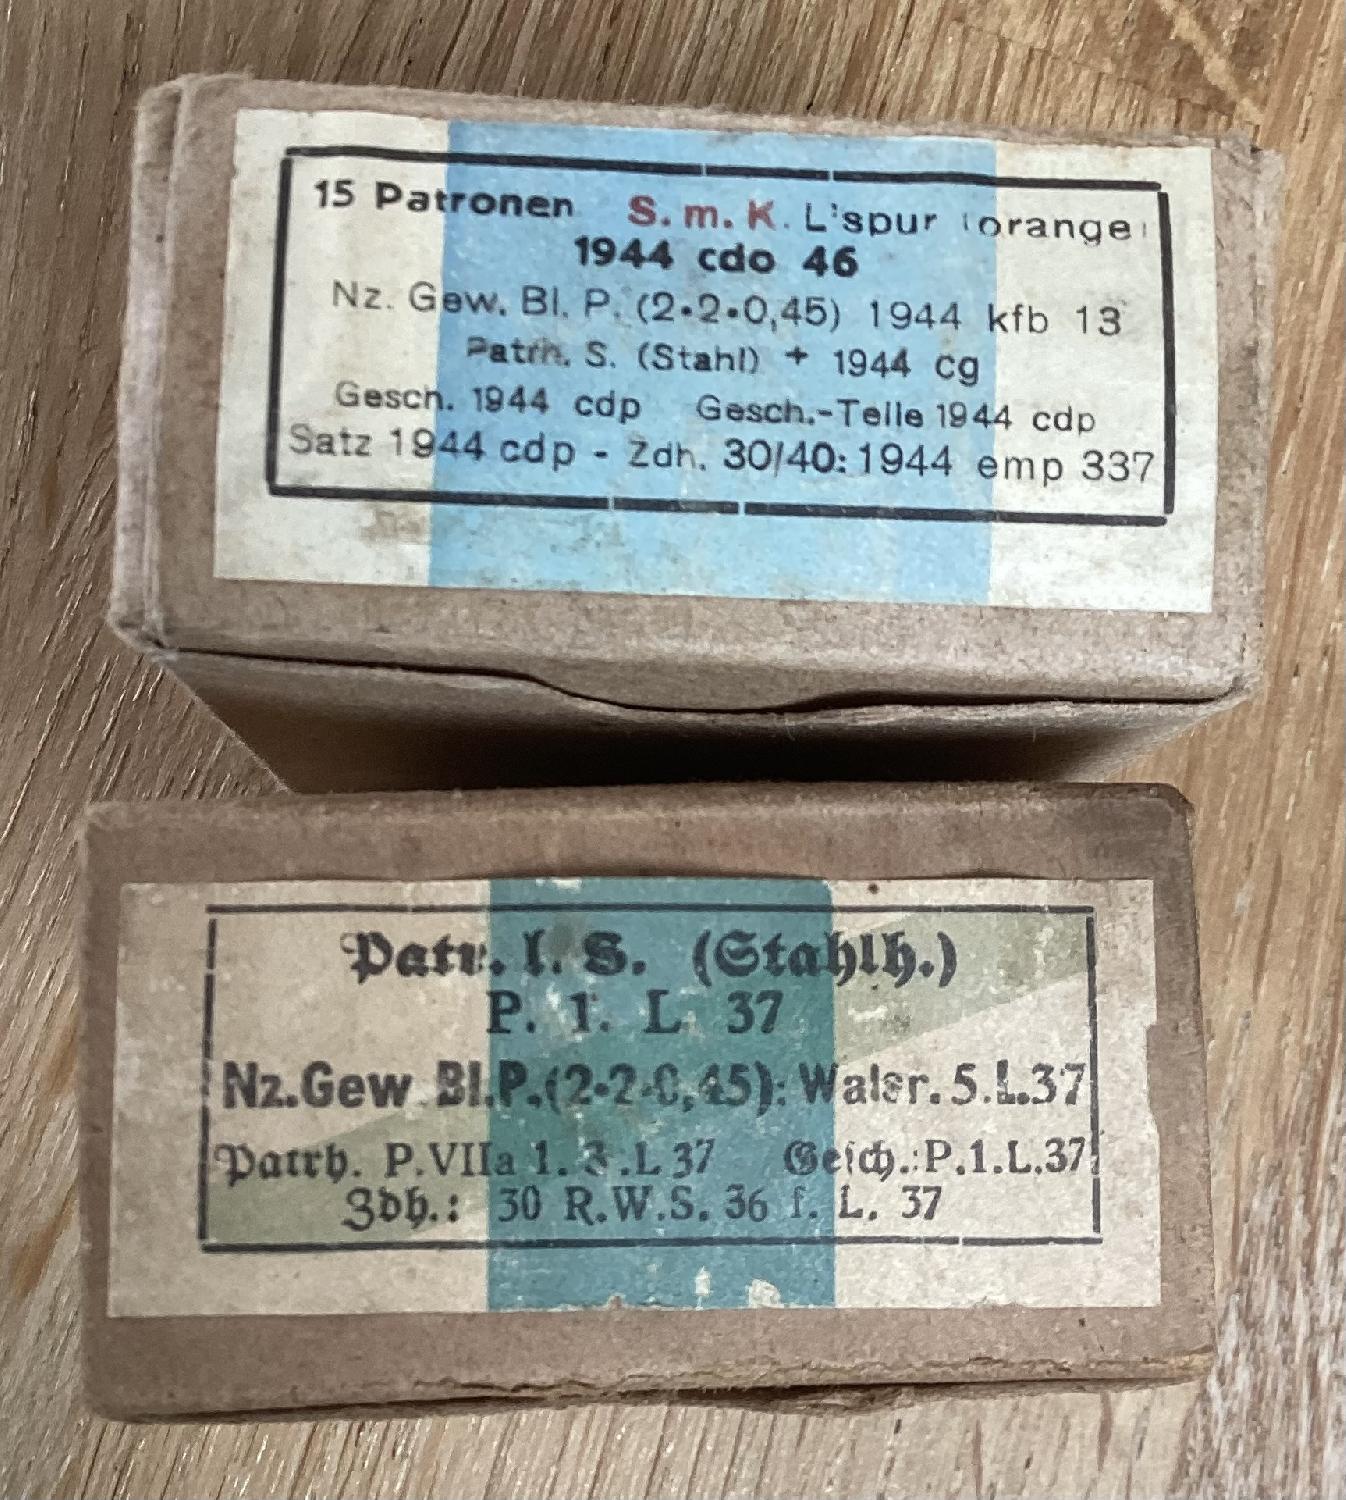 15 Patronen S. m. K. L'spur (orange)
1944 cdo 46
Nz. Gew. Bl. P. (2•2•0,45) 1944 kfb 13
Patrh. S. (Stahl) + 1944 cg
Gesch. 1944 cdp Gesch.-Teile 1944 cdp
Satz 1944 cdp - Zdh. 30/40: 1944 emp 337
Patr. l. S. (Stahlh.)
P. 1. L. 37
Nz.Gew. Bl.P.(2•2•0,45): Walsr. 5.L.37
Patrh. P.VIIa 1. 3.L 37 Gesch.: P.1.L.37
Zdh.: 30 R.W.S. 36 f. L. 37